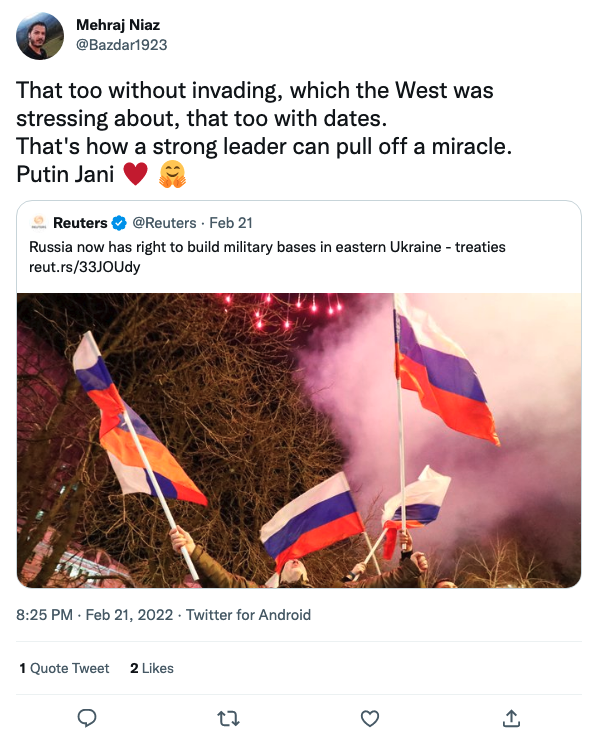 Mehraj Niaz
@Bazdar1923
That too without invading, which the West was
stressing about, that too with dates.
That's how a strong leader can pull off a miracle.
Putin Jani ♥️ 🤗
Reuters @Reuters · Feb 21
Russia now has right to build military bases in eastern Ukraine - treaties
reut.rs/33JOUdy
8:25 PM · Feb 21, 2022 · Twitter for Android
1 Quote Tweet 2 Likes